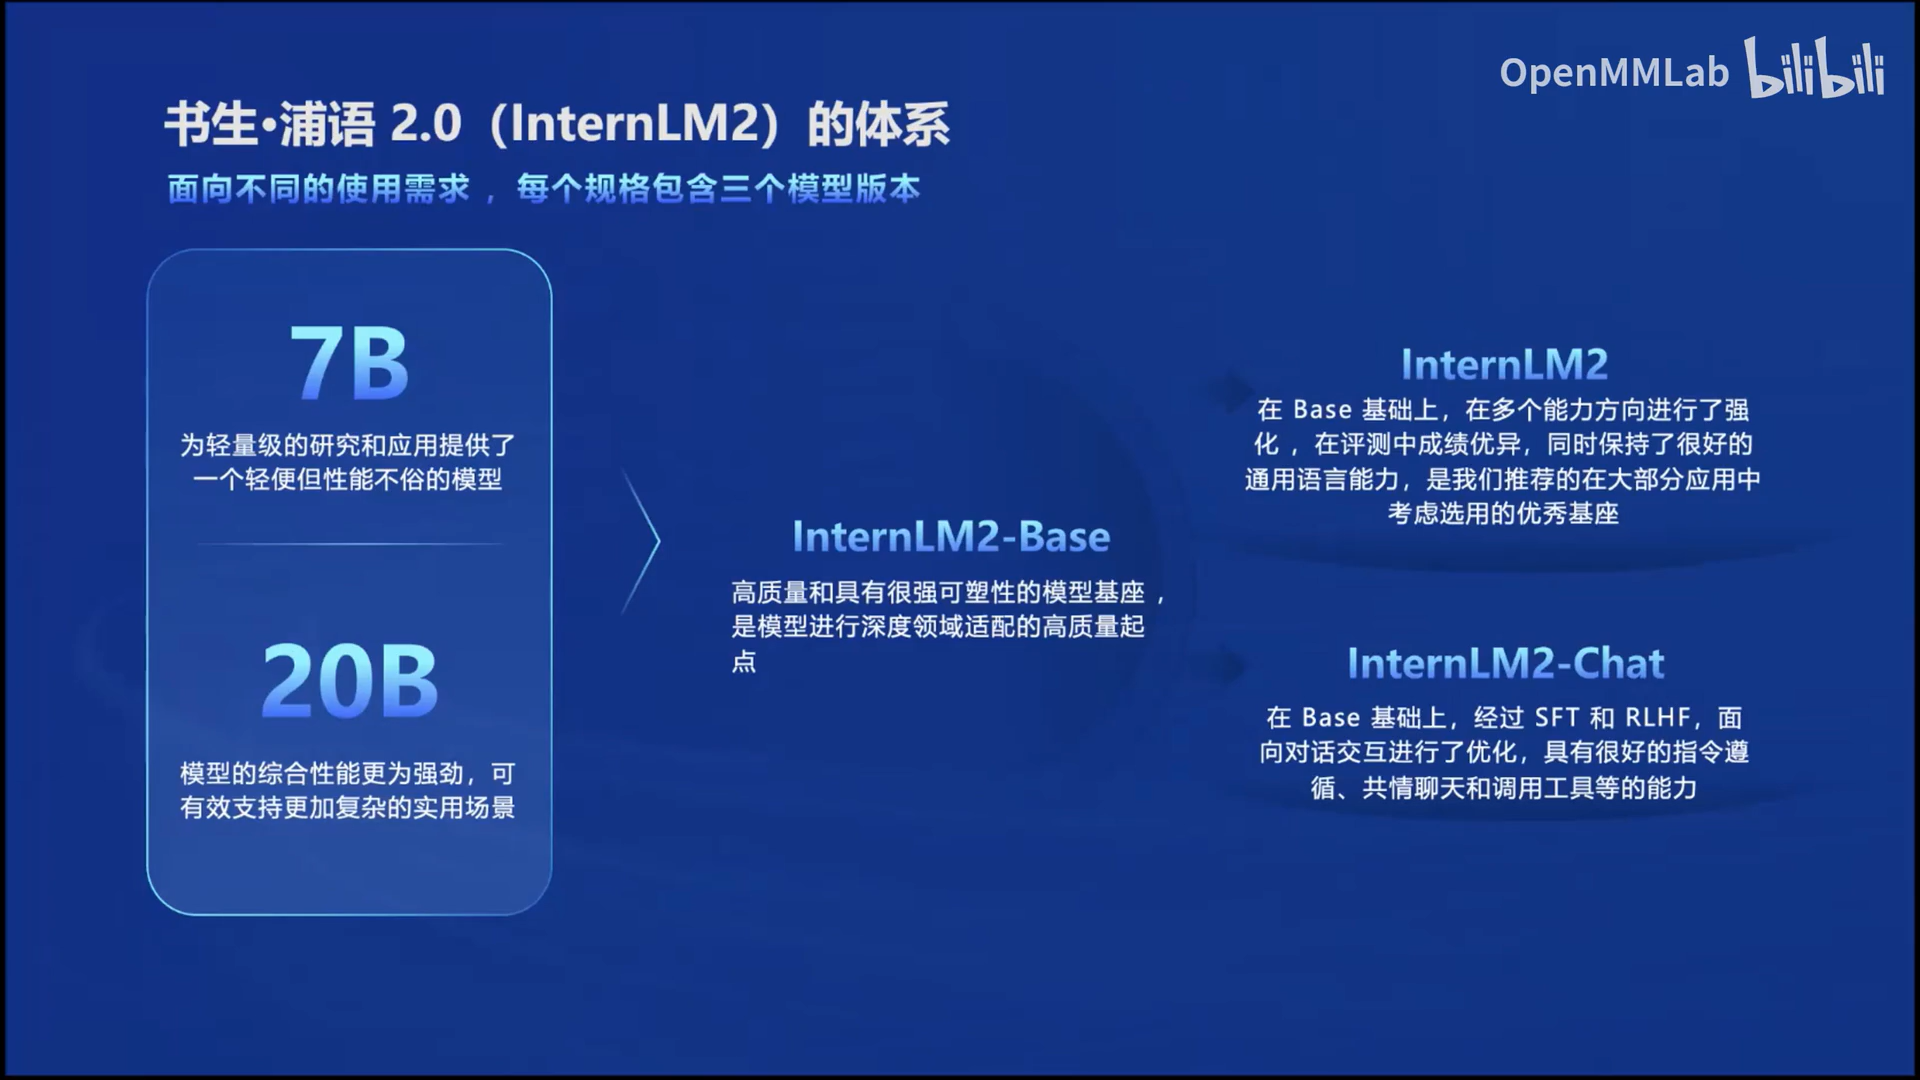 OpenMMLab bilibili
书生•浦语 2.0（InternLM2）的体系
面向不同的使用需求 ，每个规格包含三个模型版本
7B
为轻量级的研究和应用提供了
一个轻便但性能不俗的模型
20B
模型的综合性能更为强劲，可
有效支持更加复杂的实用场景
InternLM2-Base
高质量和具有很强可塑性的模型基座 ，
是模型进行深度领域适配的高质量起
点
InternLM2
在 Base 基础上，在多个能力方向进行了强
化 ，在评测中成绩优异，同时保持了很好的
通用语言能力，是我们推荐的在大部分应用中
考虑选用的优秀基座
InternLM2-Chat
在 Base 基础上，经过 SFT 和 RLHF，面
向对话交互进行了优化，具有很好的指令遵
循、共情聊天和调用工具等的能力